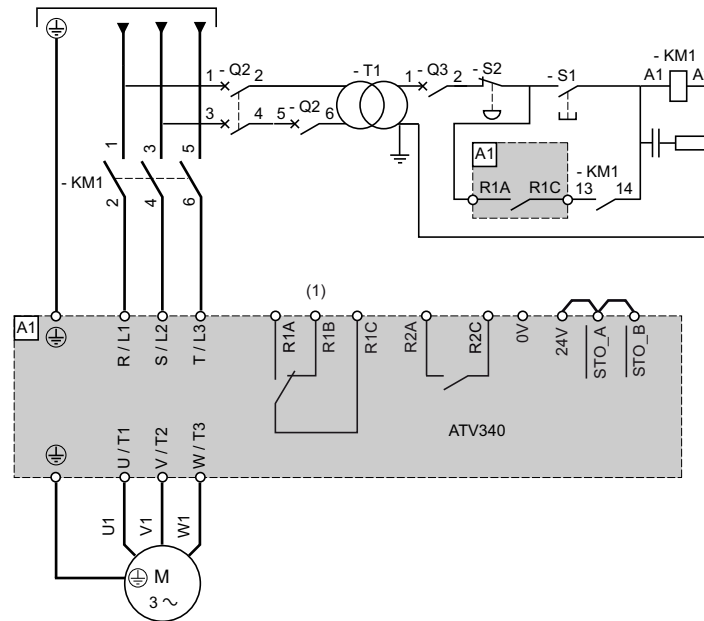 - Q2
1
2
- T1
1
- Q3
2
- S2
- S1
- KM1
A1
A
3
4
5
- Q2
6
1
3
5
- KM1
2
4
6
A1
R1A
R1C
- KM1
13
14
(1)
A1
R / L1
S / L2
T / L3
R1A
R1B
R1C
R2A
R2C
0V
24V
STO_A
STO_B
ATV340
U / T1
V / T2
W / T3
U1
V1
W1
M
3 ~